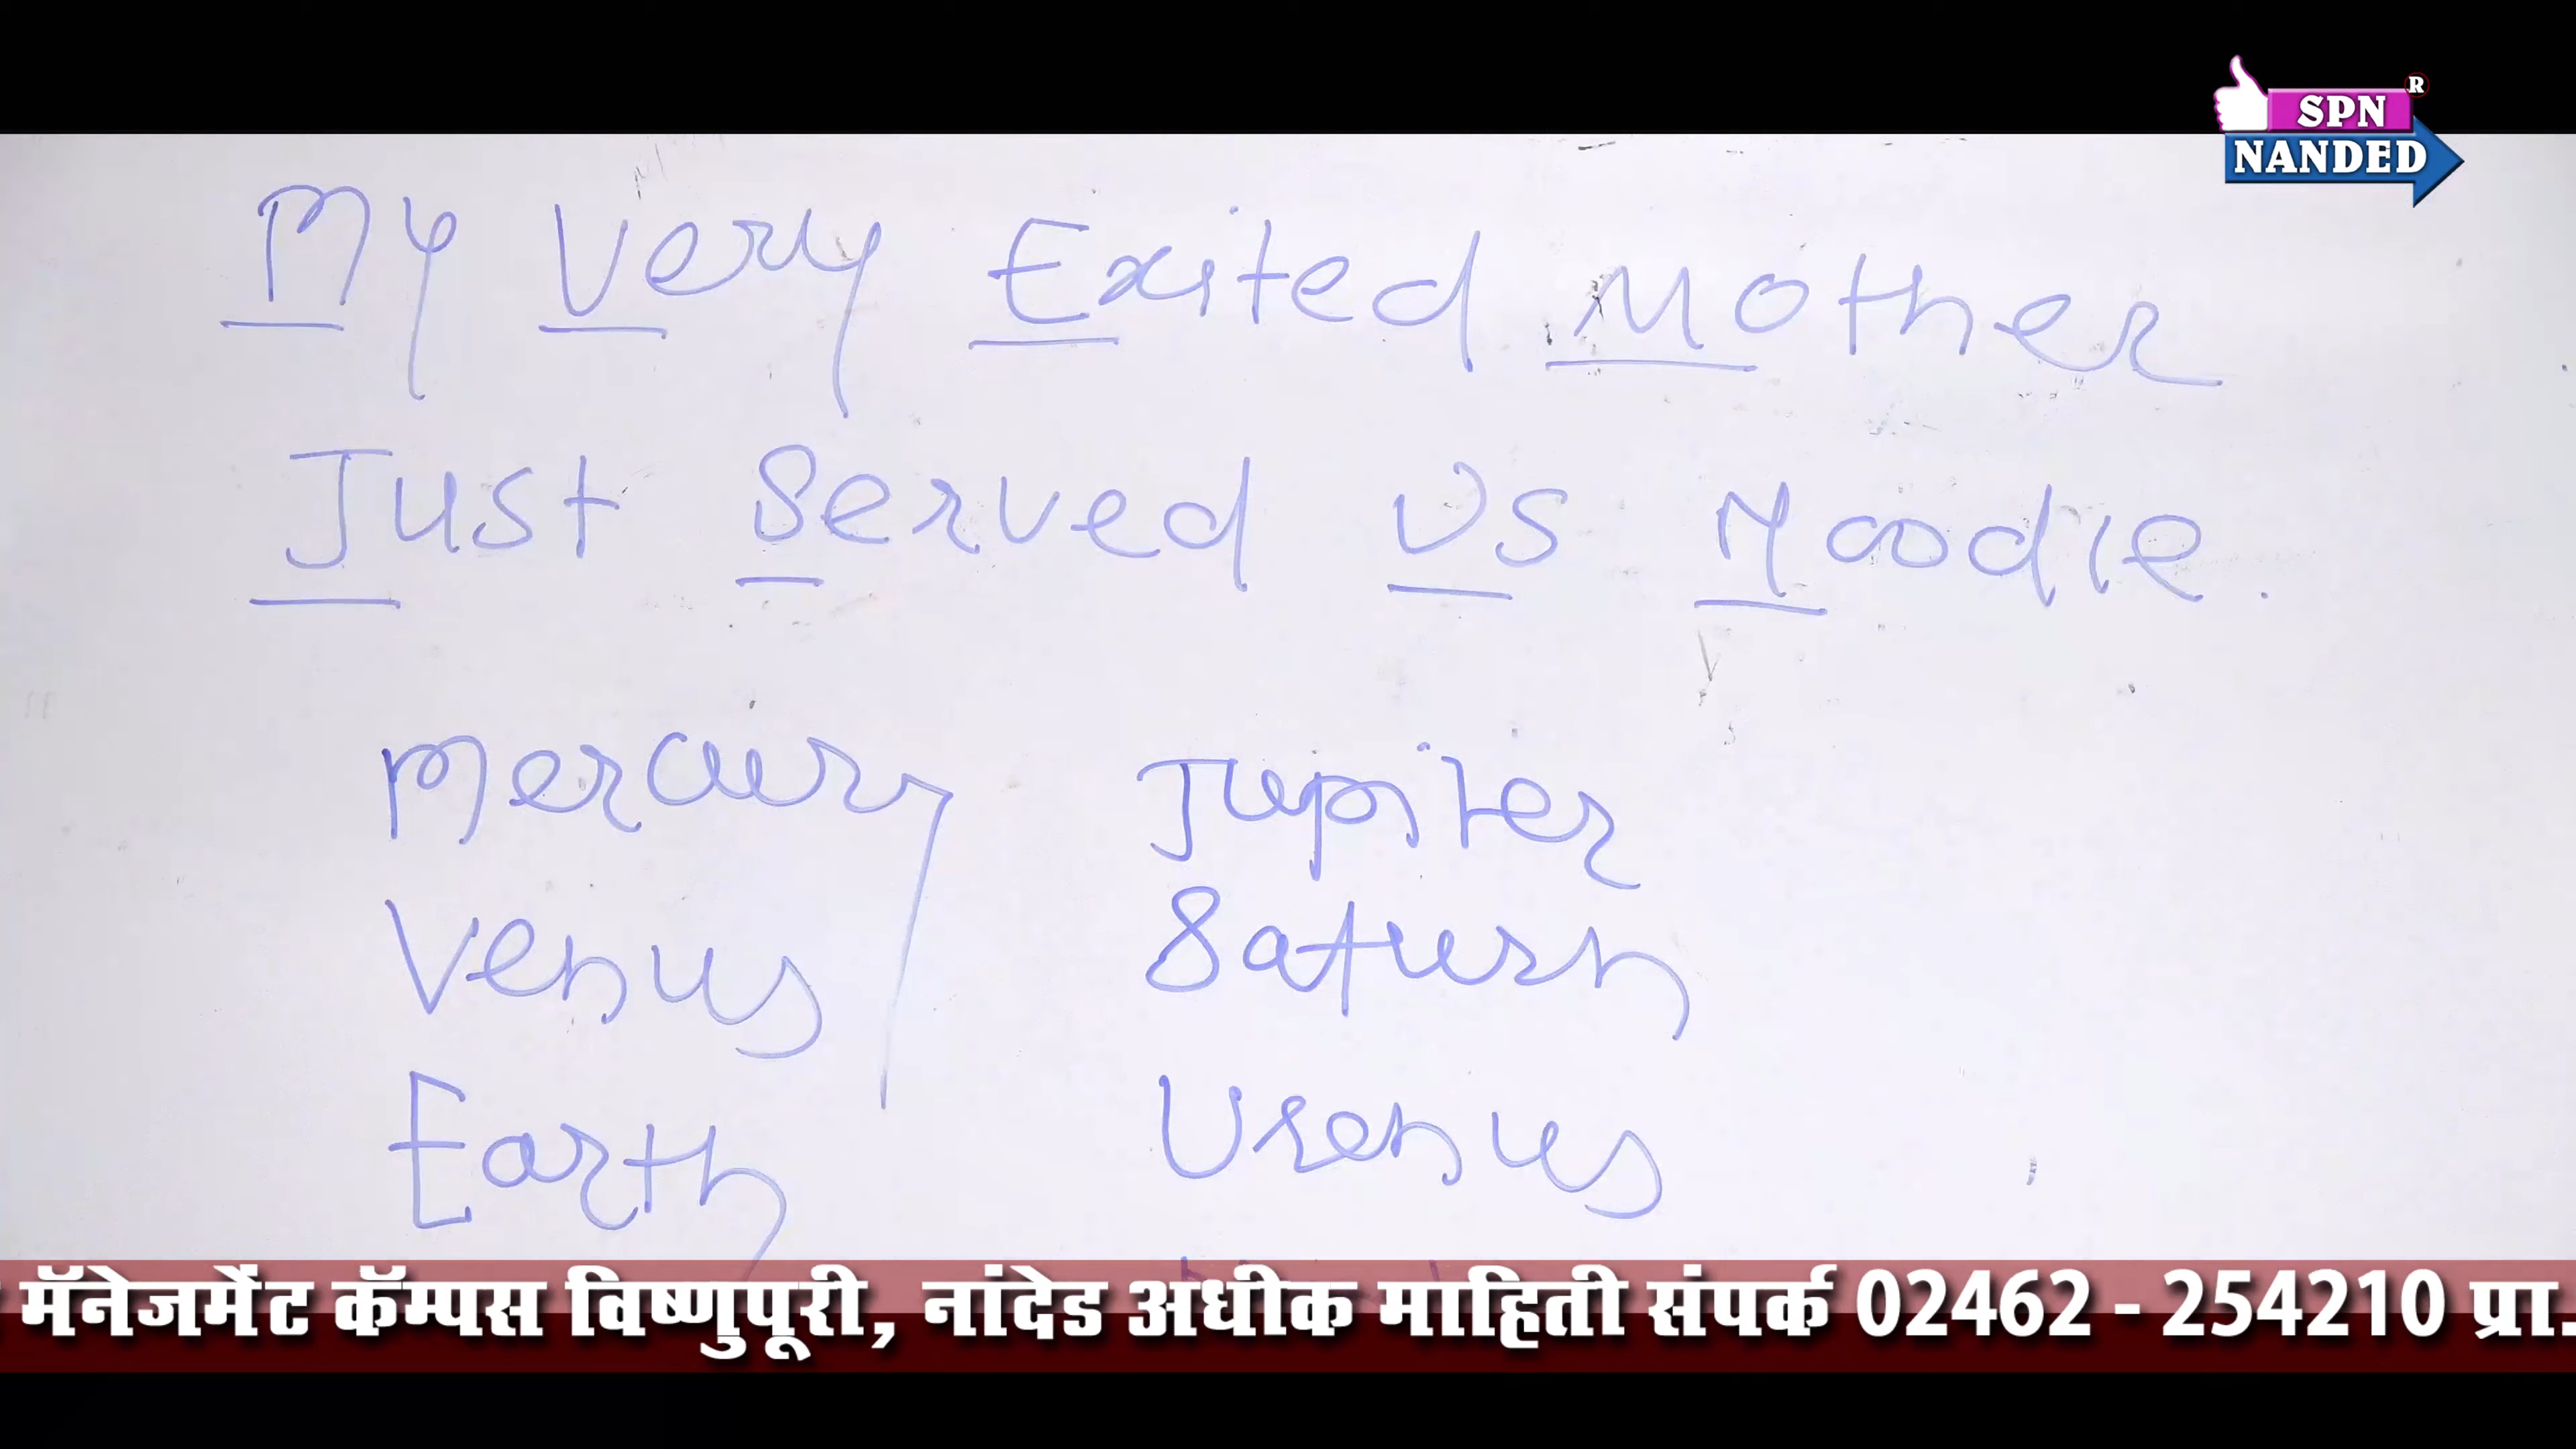 SPN
R
NANDED
My Very Exited Mother
Just Served Us Noodle.
Mercury
Venus
Earth
Jupiter
Saturn
Urenus
मॅनेजमेंट कॅम्पस विष्णुपूरी, नांदेड अधीक माहिती संपर्क 02462 - 254210 प्रा.